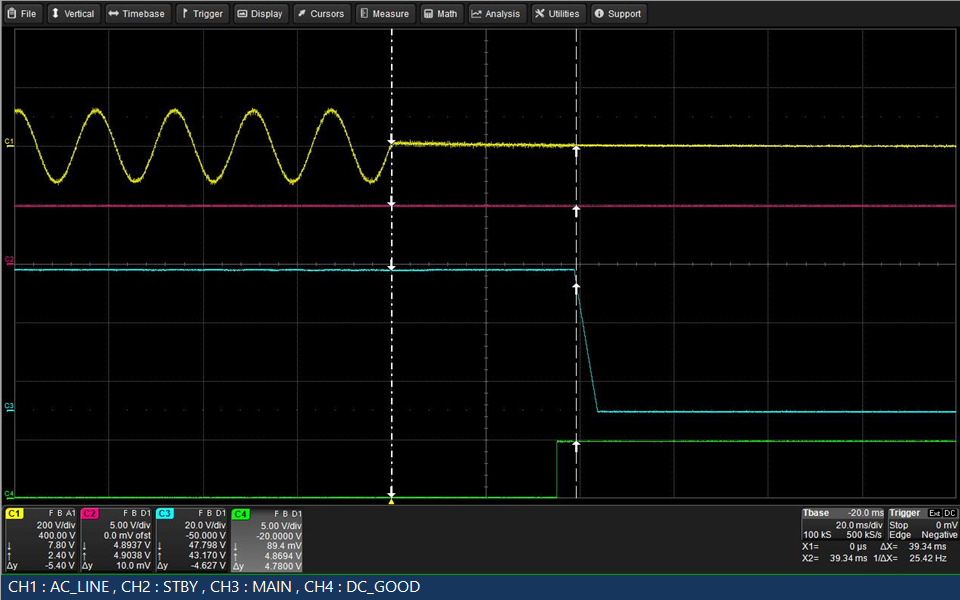 File Vertical Timebase Trigger Display Cursors Measure Math Analysis Utilities Support
C1
C2
C3
C4
C1 F B A1
200 V/div
400.00 V
↓ 7.80 V
↑ 2.40 V
Δy -5.40 V
C2 F B D1
5.00 V/div
0.0 mV ofst
↓ 4.8937 V
↑ 4.9038 V
Δy 10.0 mV
C3 F B D1
20.0 V/div
-50.000 V
↓ 47.798 V
↑ 43.170 V
Δy -4.627 V
C4 F B D1
5.00 V/div
-20.0000 V
↓ 89.4 mV
↑ 4.8694 V
Δy 4.7800 V
Tbase -20.0 ms
20.0 ms/div
100 kS 500 kS/s
Trigger Ext DC
Stop 0 mV
Edge Negative
X1= 0 µs ΔX= 39.34 ms
X2= 39.34 ms 1/ΔX= 25.42 Hz
CH1 : AC_LINE , CH2 : STBY , CH3 : MAIN , CH4 : DC_GOOD